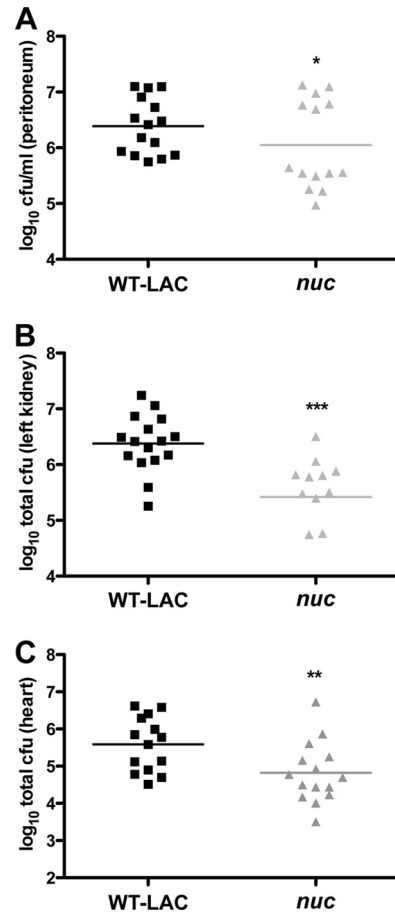 A
log10 cfu/ml (peritoneum)
8
7
6
5
4
*
WT-LAC
nuc
B
log10 total cfu (left kidney)
8
7
6
5
4
***
WT-LAC
nuc
C
log10 total cfu (heart)
8
7
6
5
4
3
2
**
WT-LAC
nuc